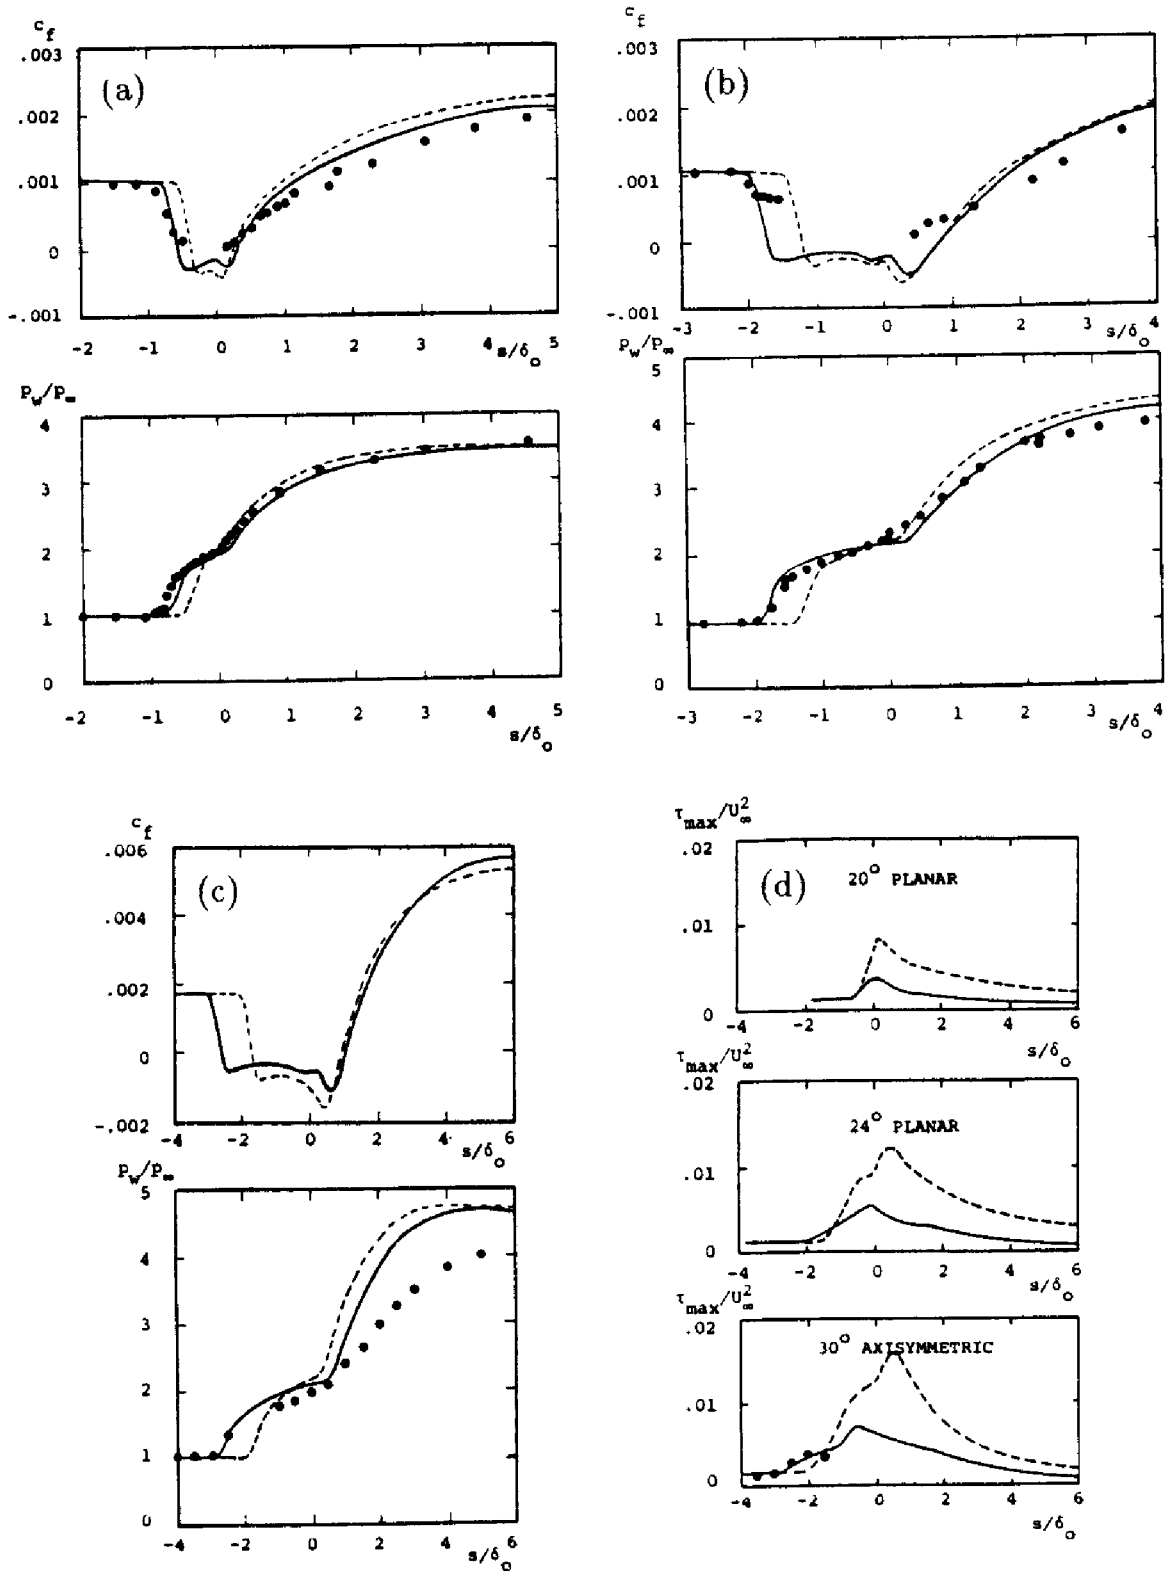 c_f
.003
.002
.001
0
-.001
(a)
-2 -1 0 1 2 3 4 s/δ_o 5
p_w/p_∞
4
3
2
1
0
-2 -1 0 1 2 3 4 5
s/δ_o
c_f
.003
.002
.001
0
-.001
(b)
-3 -2 -1 0 1 2 3 s/δ_o 4
p_w/p_∞
5
4
3
2
1
0
-3 -2 -1 0 1 2 3 4
s/δ_o
c_f
.006
.004
.002
0
-.002
(c)
-4 -2 0 2 4 6
s/δ_o
p_w/p_∞
5
4
3
2
1
0
-4 -2 0 2 4 6
s/δ_o
τ_max/U_∞^2
.02
.01
0
(d)
20° PLANAR
-4 -2 0 2 4 6
s/δ_o
τ_max/U_∞^2
.02
.01
0
24° PLANAR
-4 -2 0 2 4 6
s/δ_o
τ_max/U_∞^2
.02
.01
0
30° AXISYMMETRIC
-4 -2 0 2 4 6
s/δ_o